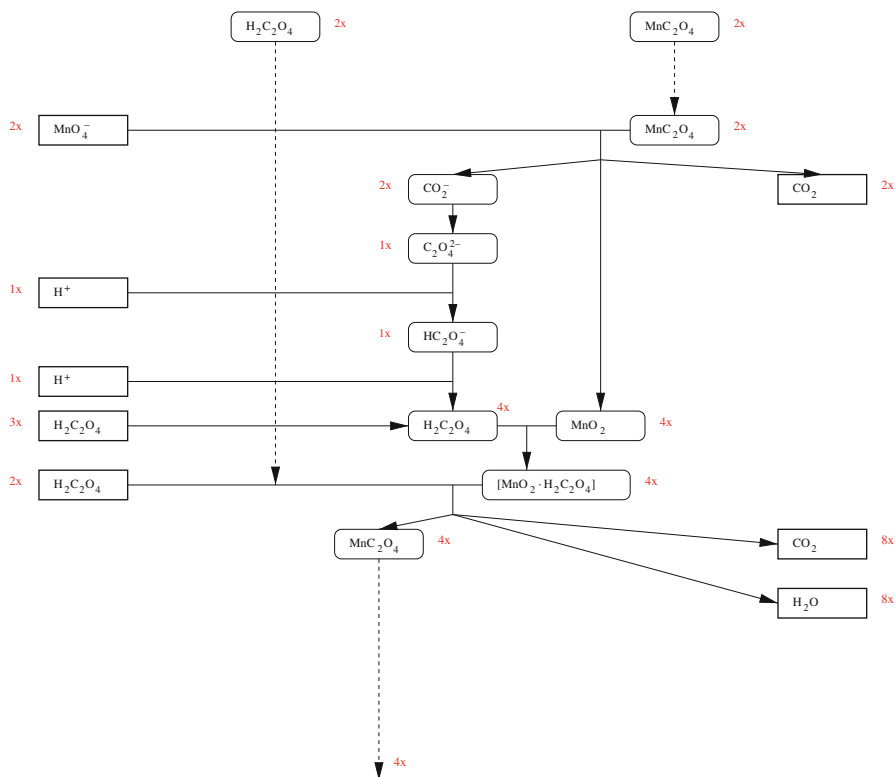 H₂C₂O₄ 2x MnC₂O₄ 2x
2x MnO₄⁻ MnC₂O₄ 2x
2x CO₂⁻ CO₂ 2x
1x C₂O₄²⁻
1x H⁺
1x HC₂O₄⁻
1x H⁺
3x H₂C₂O₄ H₂C₂O₄ 4x MnO₂ 4x
2x H₂C₂O₄ [MnO₂·H₂C₂O₄] 4x
MnC₂O₄ 4x CO₂ 8x
H₂O 8x
4x